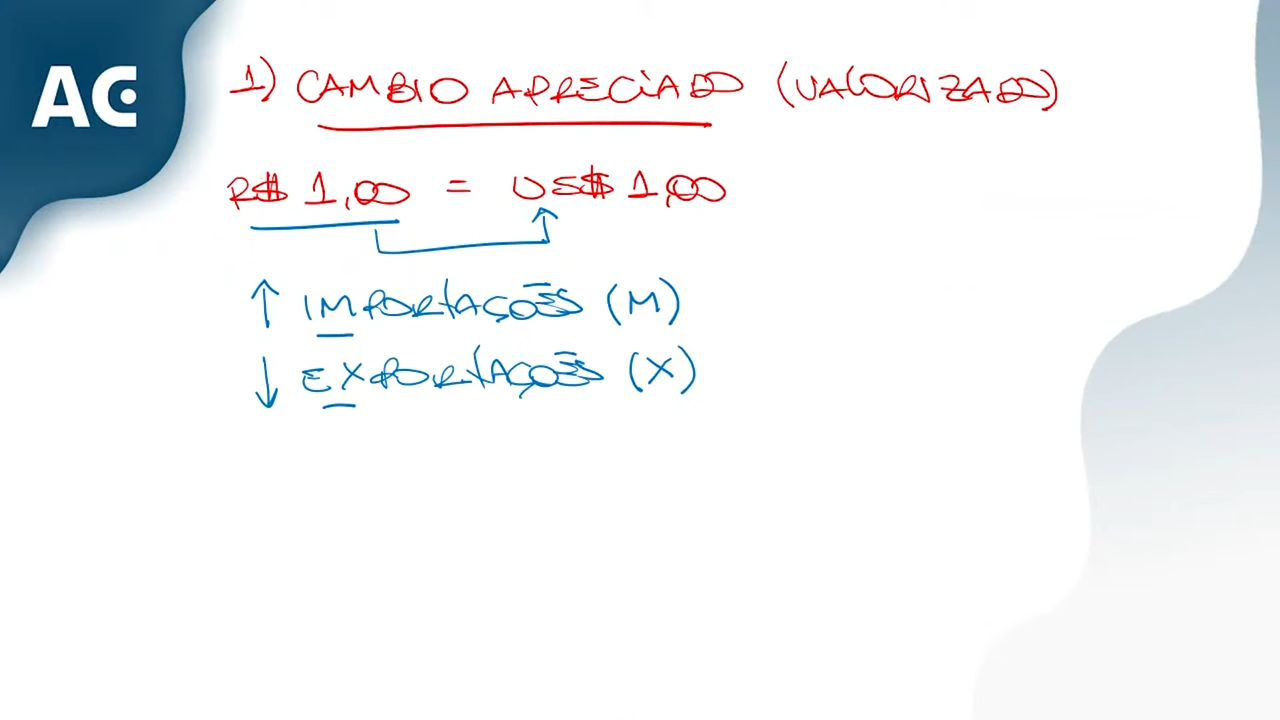 AC
1) CAMBIO APRECIADO (VALORIZADO)
R$ 1,00 = US$ 1,00
↑ IMPORTAÇÕES (M)
↓ EXPORTAÇÕES (X)